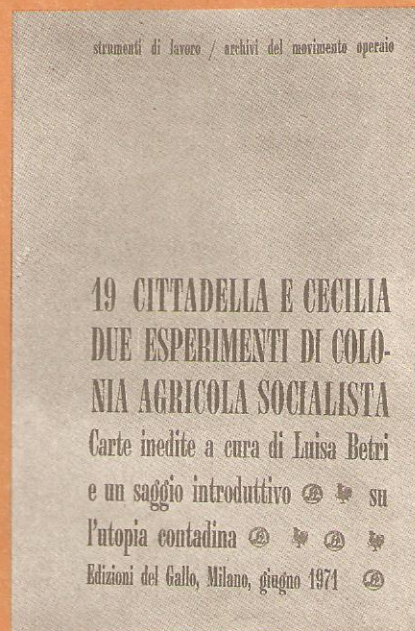 strumenti di lavoro / archivi del movimento operaio
19 CITTADELLA E CECILIA
DUE ESPERIMENTI DI COLO-
NIA AGRICOLA SOCIALISTA
Carte inedite a cura di Luisa Betri
e un saggio introduttivo su
l'utopia contadina
Edizioni del Gallo, Milano, giugno 1971